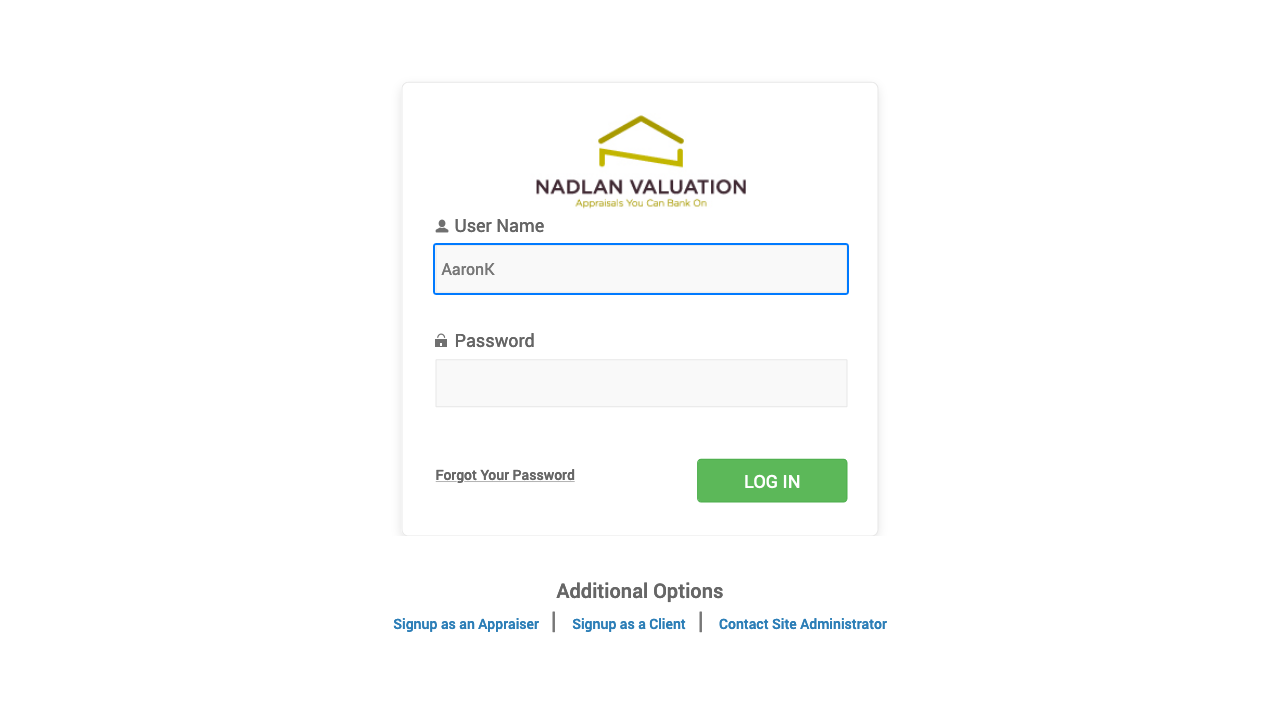 NADLAN VALUATION
Appraisals You Can Bank On
User Name
AaronK
Password
Forgot Your Password
LOG IN
Additional Options
Signup as an Appraiser | Signup as a Client | Contact Site Administrator